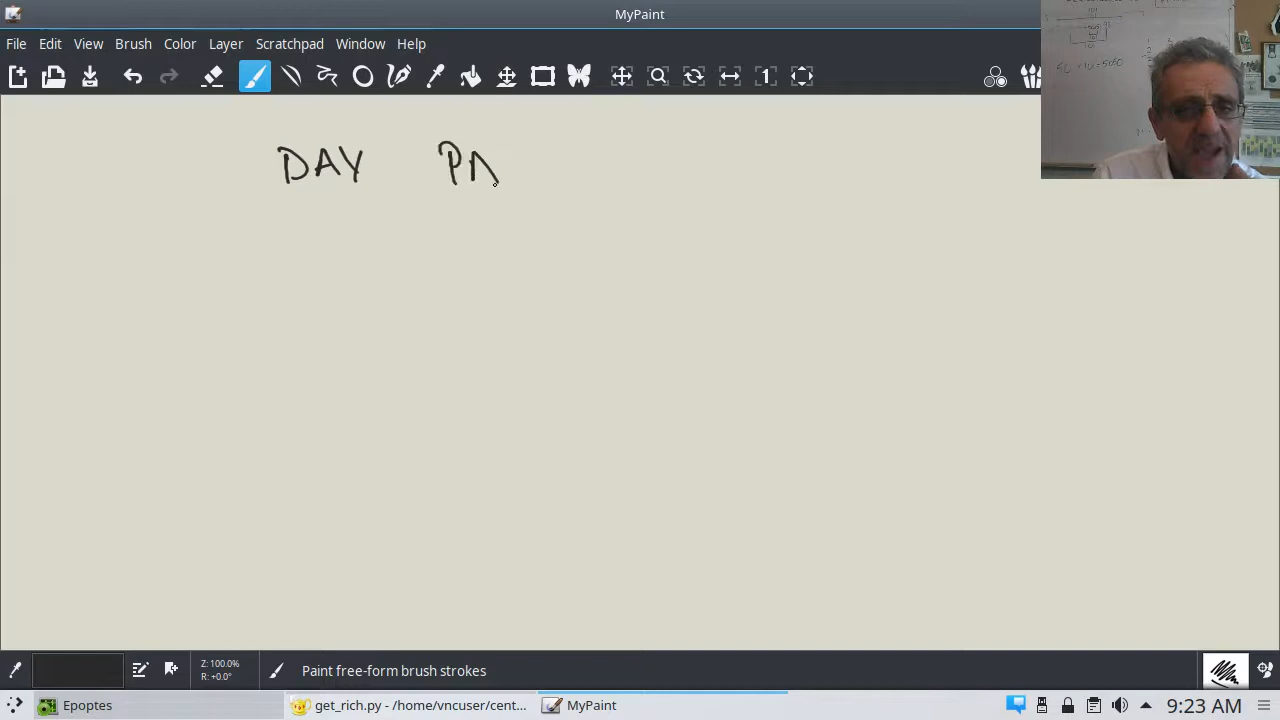 MyPaint
File Edit View Brush Color Layer Scratchpad Window Help
DAY PA
Z: 100.0%
R: +0.0°
Paint free-form brush strokes
Epoptes get_rich.py - /home/vncuser/cent... MyPaint 9:23 AM